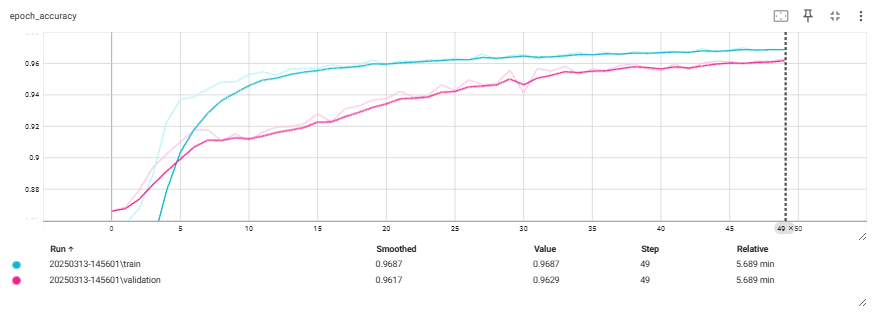 epoch_accuracy
0.96
0.94
0.92
0.9
0.88
0 5 10 15 20 25 30 35 40 45 49 × 50
Run ↑ Smoothed Value Step Relative
20250313-145601\train 0.9687 0.9687 49 5.689 min
20250313-145601\validation 0.9617 0.9629 49 5.689 min